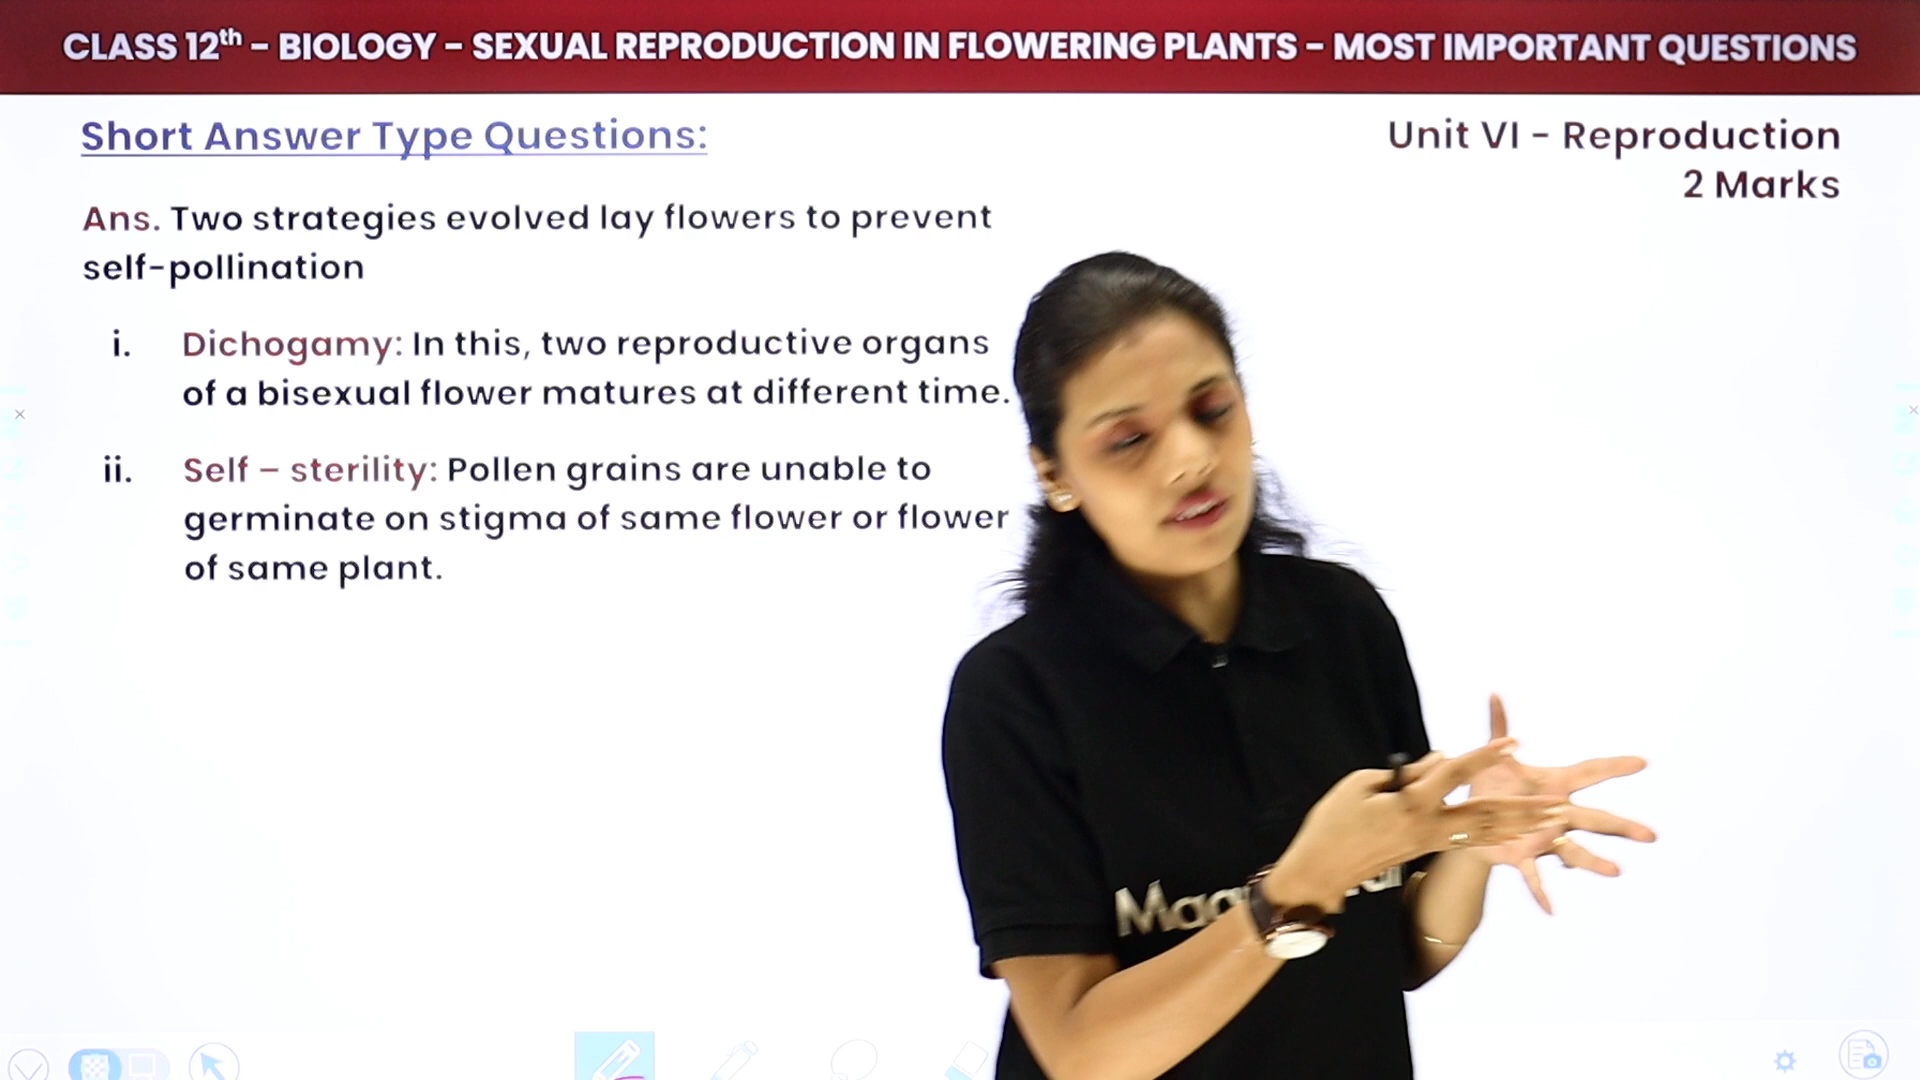 CLASS 12th - BIOLOGY - SEXUAL REPRODUCTION IN FLOWERING PLANTS - MOST IMPORTANT QUESTIONS
Short Answer Type Questions:
Unit VI - Reproduction
2 Marks
Ans. Two strategies evolved lay flowers to prevent
self-pollination
i. Dichogamy: In this, two reproductive organs
of a bisexual flower matures at different time.
ii. Self – sterility: Pollen grains are unable to
germinate on stigma of same flower or flower
of same plant.